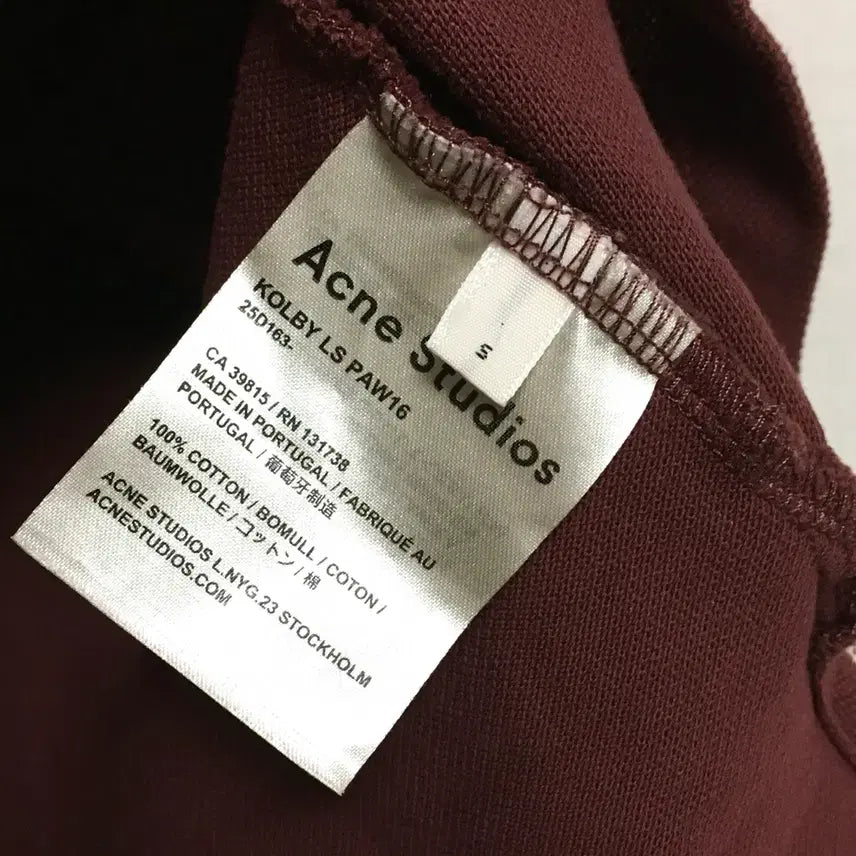 Acne Studios
S
KOLBY LS PAW16
25D163-
CA 39815 / RN 131738
MADE IN PORTUGAL / FABRIQUÉ AU
PORTUGAL / 葡萄牙制造
100% COTTON / BOMULL / COTON /
BAUMWOLLE / コットン / 棉
ACNE STUDIOS L.NYG.23 STOCKHOLM
ACNESTUDIOS.COM